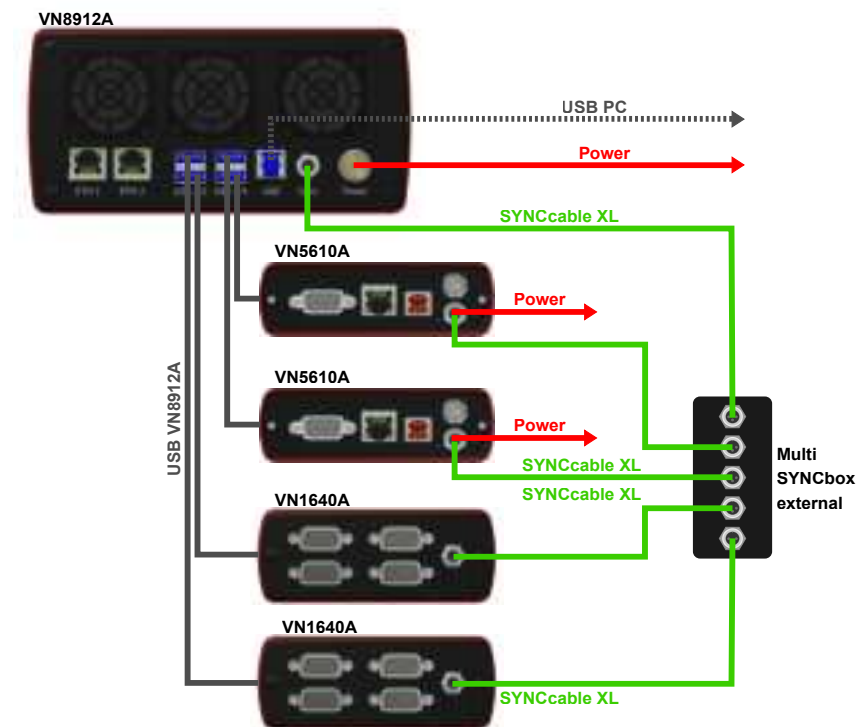 VN8912A
USB PC
Power
SYNCcable XL
VN5610A
Power
VN5610A
Power
USB VN8912A
SYNCcable XL
SYNCcable XL
Multi
SYNCbox
external
VN1640A
VN1640A
SYNCcable XL